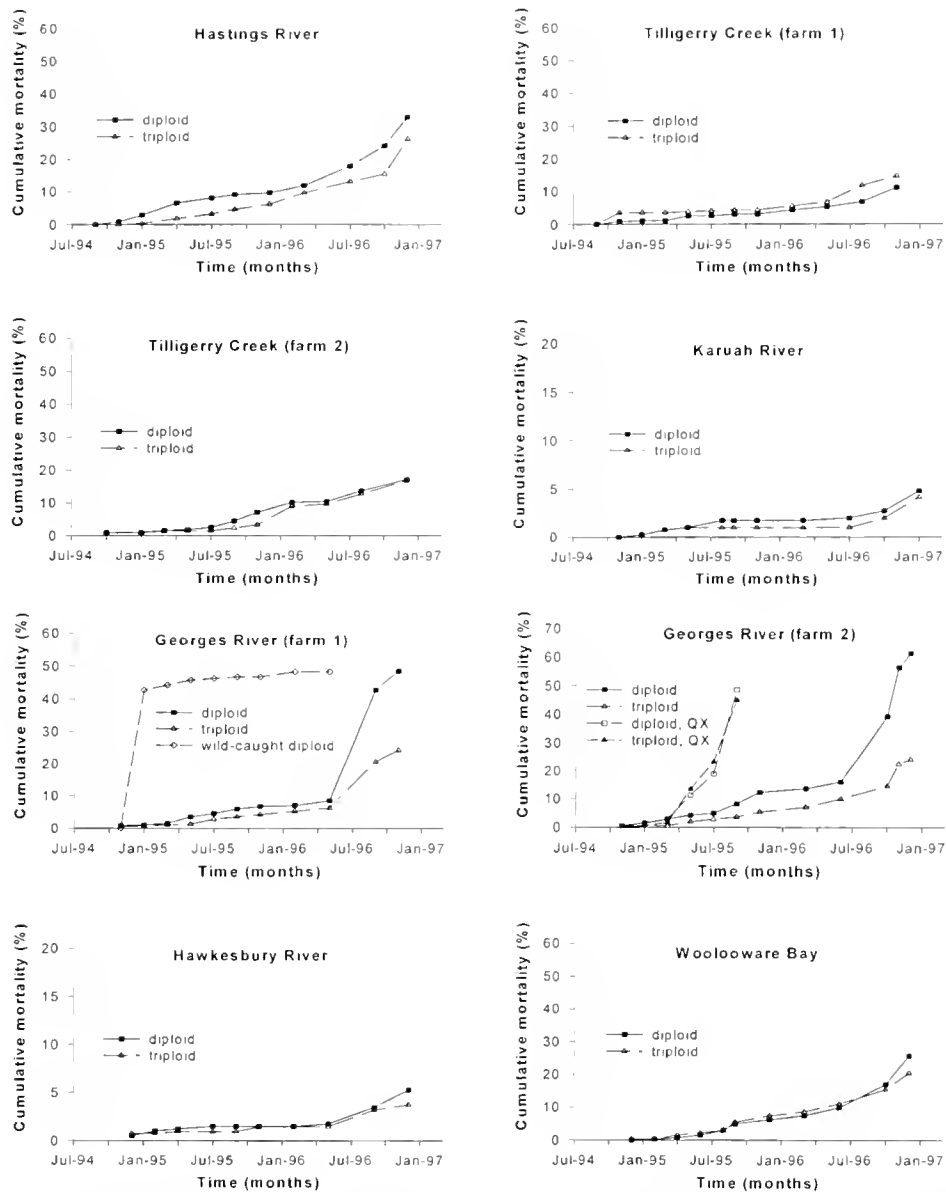 Hastings River
Cumulative mortality (%)
60
50
40
30
20
10
0
diploid
triploid
Jul-94 Jan-95 Jul-95 Jan-96 Jul-96 Jan-97
Time (months)
Tilligerry Creek (farm 1)
Cumulative mortality (%)
60
50
40
30
20
10
0
diploid
triploid
Jul-94 Jan-95 Jul-95 Jan-96 Jul-96 Jan-97
Time (months)
Tilligerry Creek (farm 2)
Cumulative mortality (%)
60
50
40
30
20
10
0
diploid
triploid
Jul-94 Jan-95 Jul-95 Jan-96 Jul-96 Jan-97
Time (months)
Karuah River
Cumulative mortality (%)
20
15
10
5
0
diploid
triploid
Jul-94 Jan-95 Jul-95 Jan-96 Jul-96 Jan-97
Time (months)
Georges River (farm 1)
Cumulative mortality (%)
60
50
40
30
20
10
0
diploid
triploid
wild-caught diploid
Jul-94 Jan-95 Jul-95 Jan-96 Jul-96 Jan-97
Time (months)
Georges River (farm 2)
Cumulative mortality (%)
70
60
50
40
30
20
10
0
diploid
triploid
diploid, QX
triploid, QX
Jul-94 Jan-95 Jul-95 Jan-96 Jul-96 Jan-97
Time (months)
Hawkesbury River
Cumulative mortality (%)
20
15
10
5
0
diploid
triploid
Jul-94 Jan-95 Jul-95 Jan-96 Jul-96 Jan-97
Time (months)
Woolooware Bay
Cumulative mortality (%)
60
50
40
30
20
10
0
diploid
triploid
Jul-94 Jan-95 Jul-95 Jan-96 Jul-96 Jan-97
Time (months)